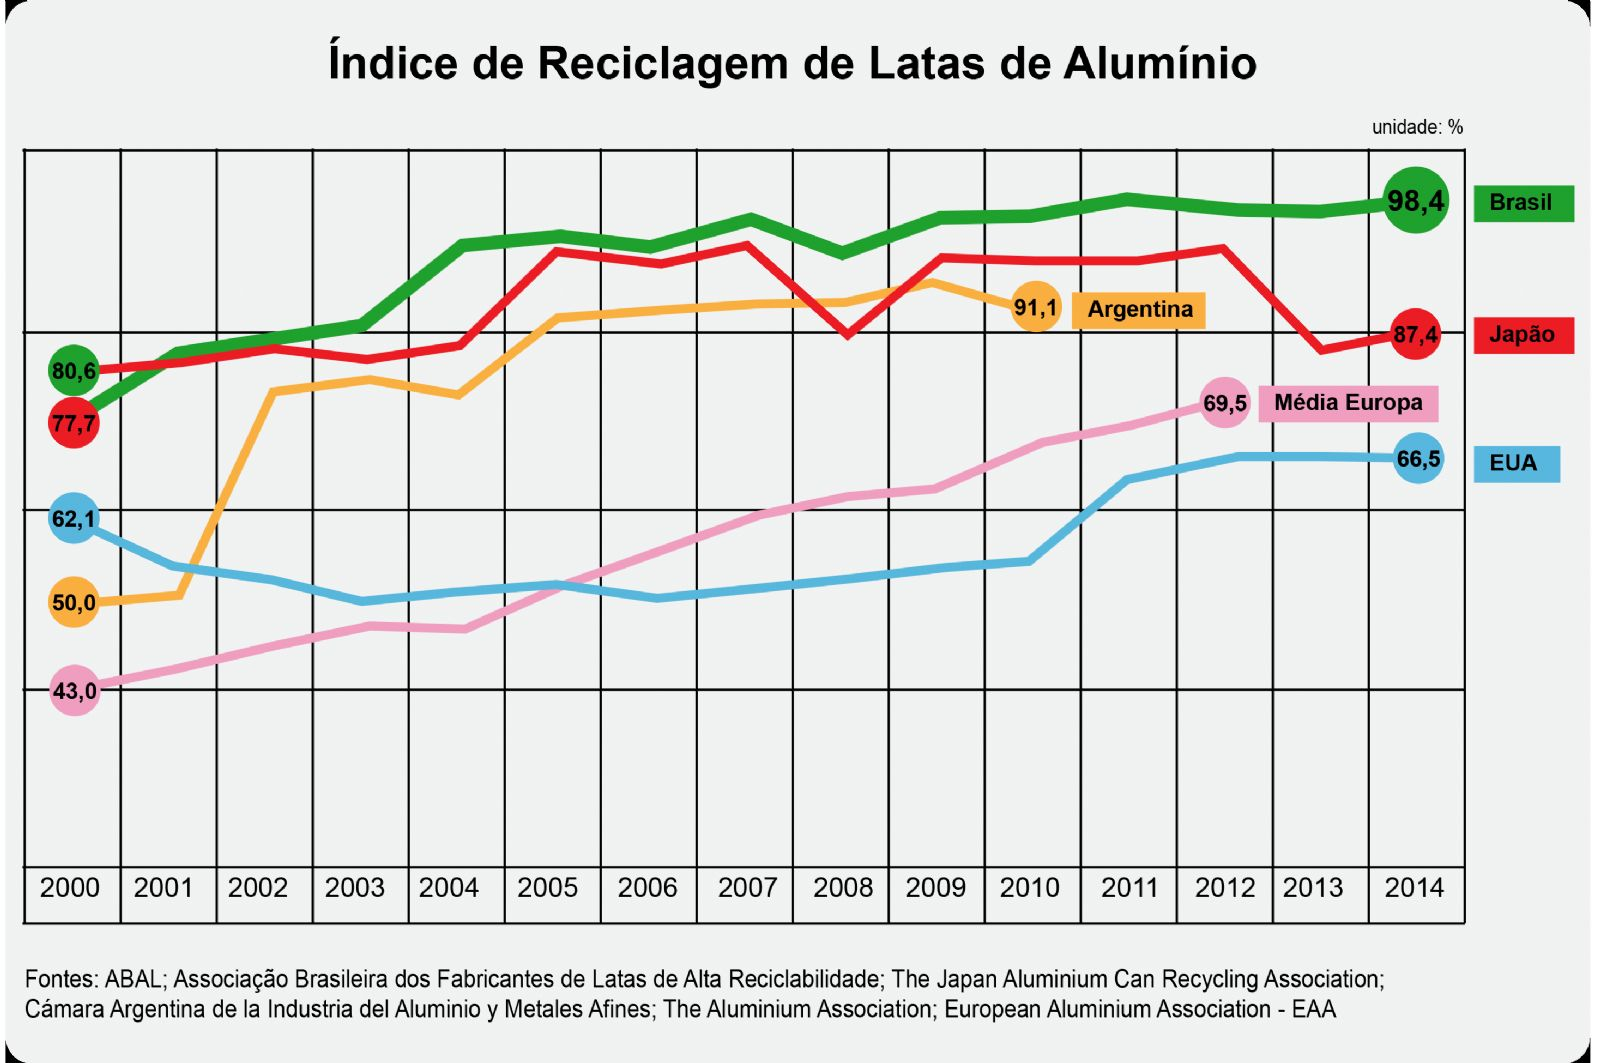 Índice de Reciclagem de Latas de Alumínio
unidade: %
98,4
Brasil
91,1
Argentina
80,6
87,4
Japão
77,7
69,5
Média Europa
66,5
EUA
62,1
50,0
43,0
2000 2001 2002 2003 2004 2005 2006 2007 2008 2009 2010 2011 2012 2013 2014
Fontes: ABAL; Associação Brasileira dos Fabricantes de Latas de Alta Reciclabilidade; The Japan Aluminium Can Recycling Association;
Cámara Argentina de la Industria del Aluminio y Metales Afines; The Aluminium Association; European Aluminium Association - EAA